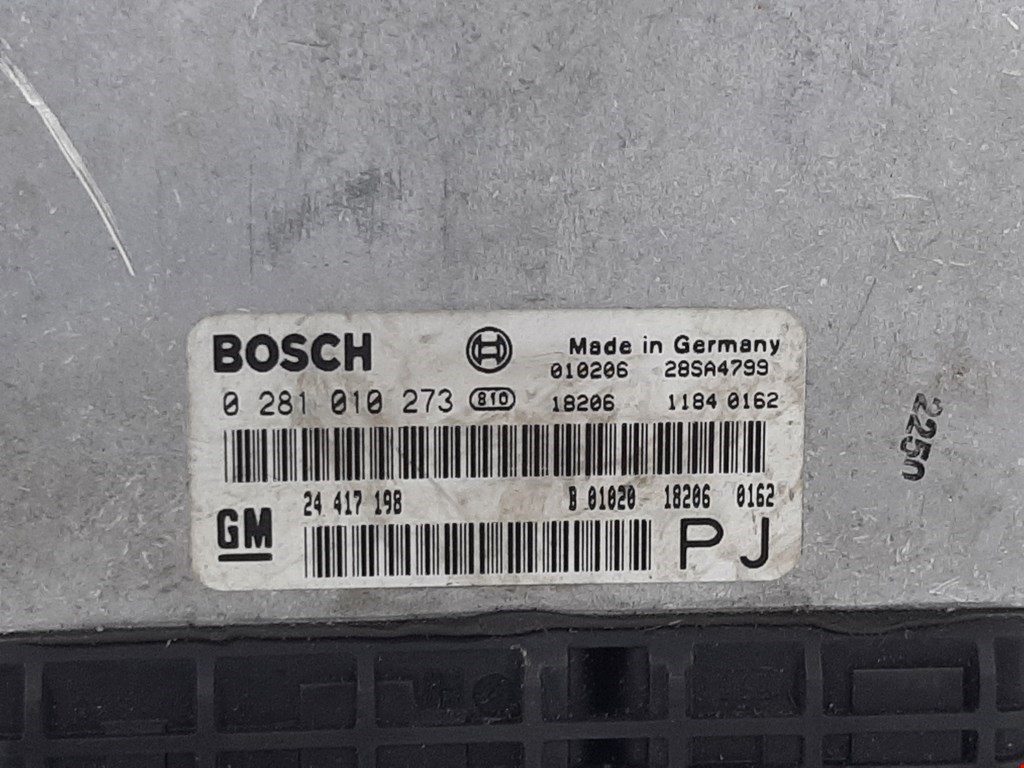 BOSCH
Made in Germany
010206 28SA4799
0 281 010 273 810 18206 1184 0162
24 417 198 B 01020 18206 0162
GM PJ
2250